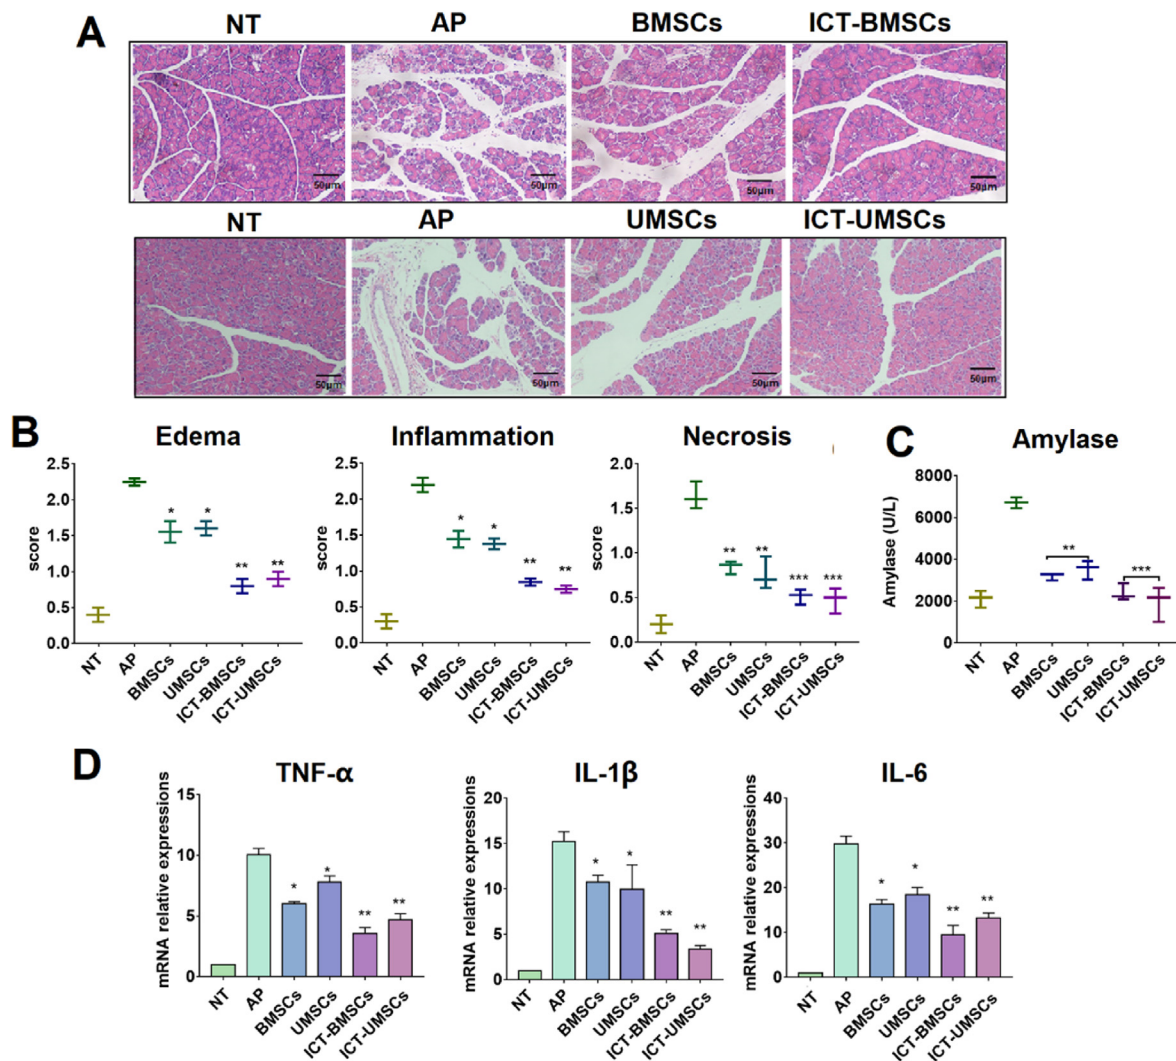 A
NT AP BMSCs ICT-BMSCs
50μm 50μm 50μm 50μm
NT AP UMSCs ICT-UMSCs
50μm 50μm 50μm 50μm
B
Edema
score
2.5
2.0
1.5
1.0
0.5
0.0
* * ** **
NT AP BMSCs UMSCs ICT-BMSCs ICT-UMSCs
Inflammation
score
2.5
2.0
1.5
1.0
0.5
0.0
* * ** **
NT AP BMSCs UMSCs ICT-BMSCs ICT-UMSCs
Necrosis
score
2.0
1.5
1.0
0.5
0.0
** ** *** ***
NT AP BMSCs UMSCs ICT-BMSCs ICT-UMSCs
C
Amylase
Amylase (U/L)
8000
6000
4000
2000
0
** ***
NT AP BMSCs UMSCs ICT-BMSCs ICT-UMSCs
D
TNF-α
mRNA relative expressions
15
10
5
0
* * ** **
NT AP BMSCs UMSCs ICT-BMSCs ICT-UMSCs
IL-1β
mRNA relative expressions
20
15
10
5
0
* * ** **
NT AP BMSCs UMSCs ICT-BMSCs ICT-UMSCs
IL-6
mRNA relative expressions
40
30
20
10
0
* * ** **
NT AP BMSCs UMSCs ICT-BMSCs ICT-UMSCs